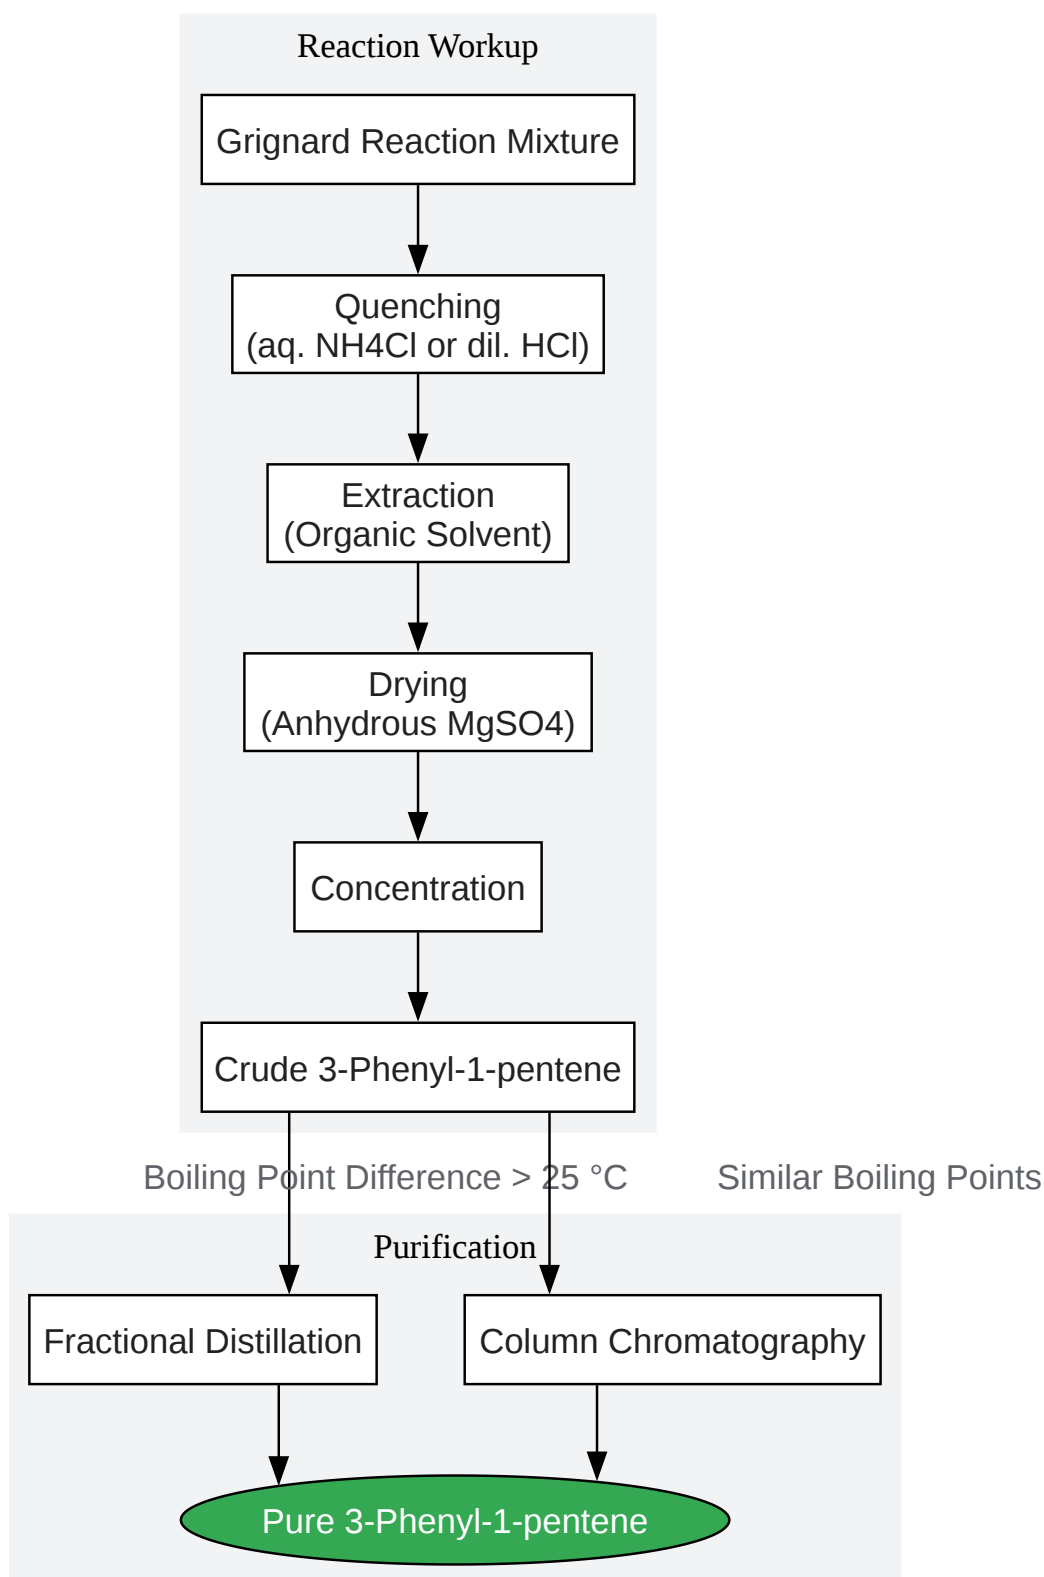 Reaction Workup
Grignard Reaction Mixture
Quenching
(aq. NH4Cl or dil. HCl)
Extraction
(Organic Solvent)
Drying
(Anhydrous MgSO4)
Concentration
Crude 3-Phenyl-1-pentene
Boiling Point Difference > 25 °C
Similar Boiling Points
Purification
Fractional Distillation
Column Chromatography
Pure 3-Phenyl-1-pentene